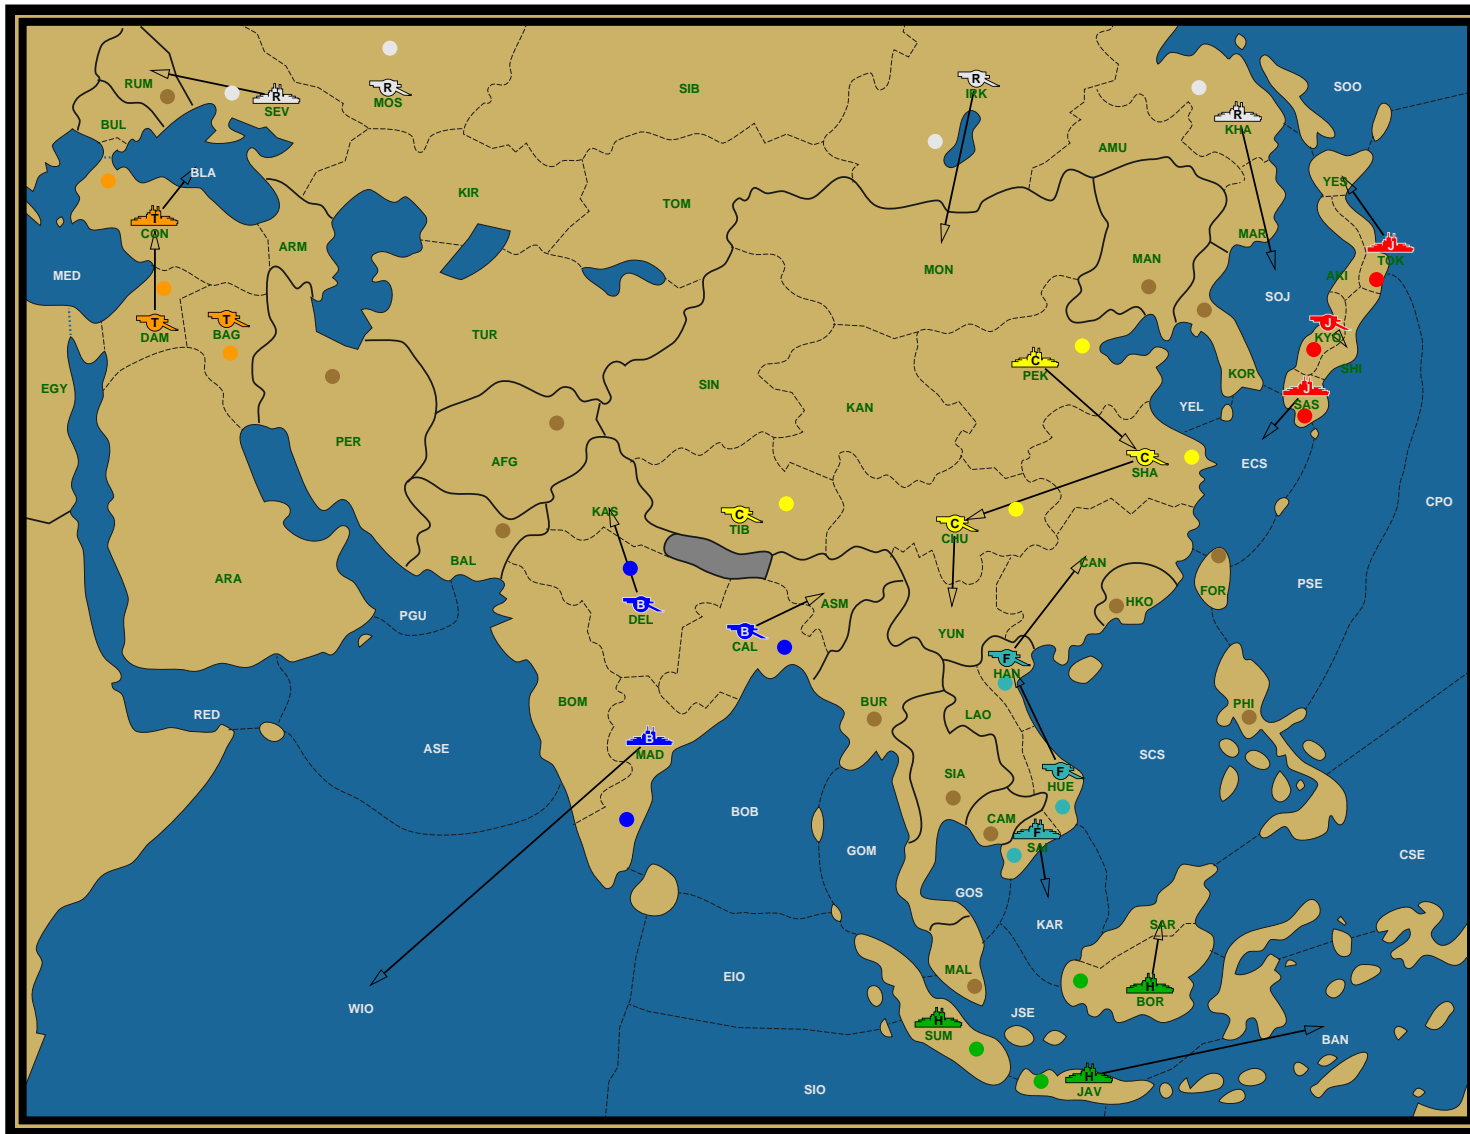 SOO
RUM
R
SEV
R
MOS
SIB
R
IRK
R
KHA
BUL
BLA
AMU
YES
KIR
TOM
T
CON
ARM
MAR
J
TOK
MED
MON
MAN
AKI
SOJ
T
DAM
T
BAG
TUR
J
KYO
SHI
EGY
SIN
C
PEK
KOR
KAN
YEL
J
SAS
PER
AFG
C
SHA
ECS
CPO
KAS
C
TIB
C
CHU
BAL
CAN
ARA
PGU
B
DEL
ASM
HKO
FOR
PSE
B
CAL
YUN
F
HAN
BOM
BUR
LAO
PHI
RED
ASE
B
MAD
SCS
SIA
F
HUE
BOB
CAM
F
SAI
GOM
CSE
GOS
KAR
SAR
EIO
MAL
H
BOR
WIO
H
SUM
JSE
BAN
SIO
H
JAV